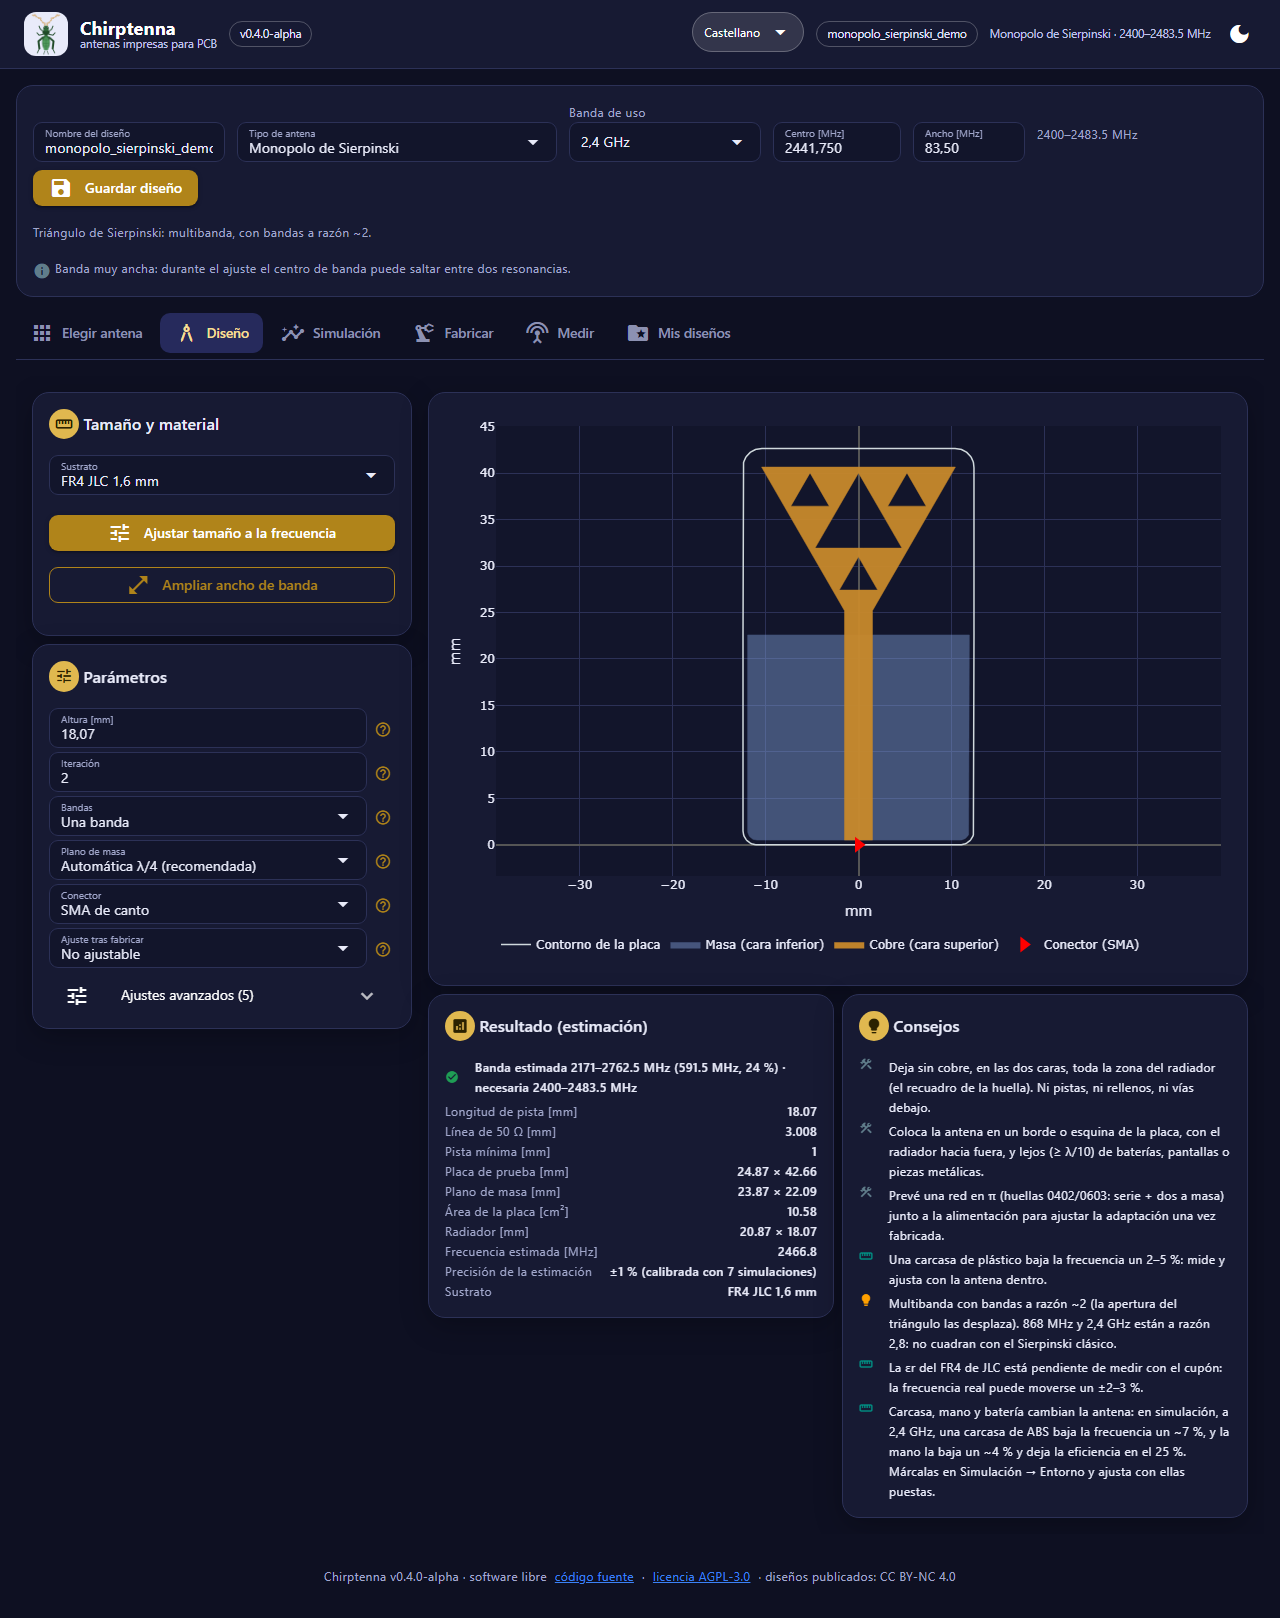 Chirptenna
antenas impresas para PCB
v0.4.0-alpha
Castellano
monopolo_sierpinski_demo
Monopolo de Sierpinski · 2400–2483.5 MHz
Nombre del diseño
monopolo_sierpinski_demo
Tipo de antena
Monopolo de Sierpinski
Banda de uso
2,4 GHz
Centro [MHz]
2441,750
Ancho [MHz]
83,50
2400–2483.5 MHz
Guardar diseño
Triángulo de Sierpinski: multibanda, con bandas a razón ~2.
Banda muy ancha: durante el ajuste el centro de banda puede saltar entre dos resonancias.
Elegir antena
Diseño
Simulación
Fabricar
Medir
Mis diseños
Tamaño y material
Sustrato
FR4 JLC 1,6 mm
Ajustar tamaño a la frecuencia
Ampliar ancho de banda
Parámetros
Altura [mm]
18,07
Iteración
2
Bandas
Una banda
Plano de masa
Automática λ/4 (recomendada)
Conector
SMA de canto
Ajuste tras fabricar
No ajustable
Ajustes avanzados (5)
45
40
35
30
25
20
15
10
5
0
mm
−30
−20
−10
0
10
20
30
mm
Contorno de la placa
Masa (cara inferior)
Cobre (cara superior)
Conector (SMA)
Resultado (estimación)
Banda estimada 2171–2762.5 MHz (591.5 MHz, 24 %) ·
necesaria 2400–2483.5 MHz
Longitud de pista [mm] 18.07
Línea de 50 Ω [mm] 3.008
Pista mínima [mm] 1
Placa de prueba [mm] 24.87 × 42.66
Plano de masa [mm] 23.87 × 22.09
Área de la placa [cm²] 10.58
Radiador [mm] 20.87 × 18.07
Frecuencia estimada [MHz] 2466.8
Precisión de la estimación ±1 % (calibrada con 7 simulaciones)
Sustrato FR4 JLC 1,6 mm
Consejos
Deja sin cobre, en las dos caras, toda la zona del radiador
(el recuadro de la huella). Ni pistas, ni rellenos, ni vías
debajo.
Coloca la antena en un borde o esquina de la placa, con el
radiador hacia fuera, y lejos (≥ λ/10) de baterías, pantallas o
piezas metálicas.
Prevé una red en π (huellas 0402/0603: serie + dos a masa)
junto a la alimentación para ajustar la adaptación una vez
fabricada.
Una carcasa de plástico baja la frecuencia un 2–5 %: mide y
ajusta con la antena dentro.
Multibanda con bandas a razón ~2 (la apertura del
triángulo las desplaza). 868 MHz y 2,4 GHz están a razón
2,8: no cuadran con el Sierpinski clásico.
La εr del FR4 de JLC está pendiente de medir con el cupón:
la frecuencia real puede moverse un ±2–3 %.
Carcasa, mano y batería cambian la antena: en simulación, a
2,4 GHz, una carcasa de ABS baja la frecuencia un ~7 %, y la
mano la baja un ~4 % y deja la eficiencia en el 25 %.
Márcalas en Simulación → Entorno y ajusta con ellas
puestas.
Chirptenna v0.4.0-alpha · software libre código fuente · licencia AGPL-3.0 · diseños publicados: CC BY-NC 4.0